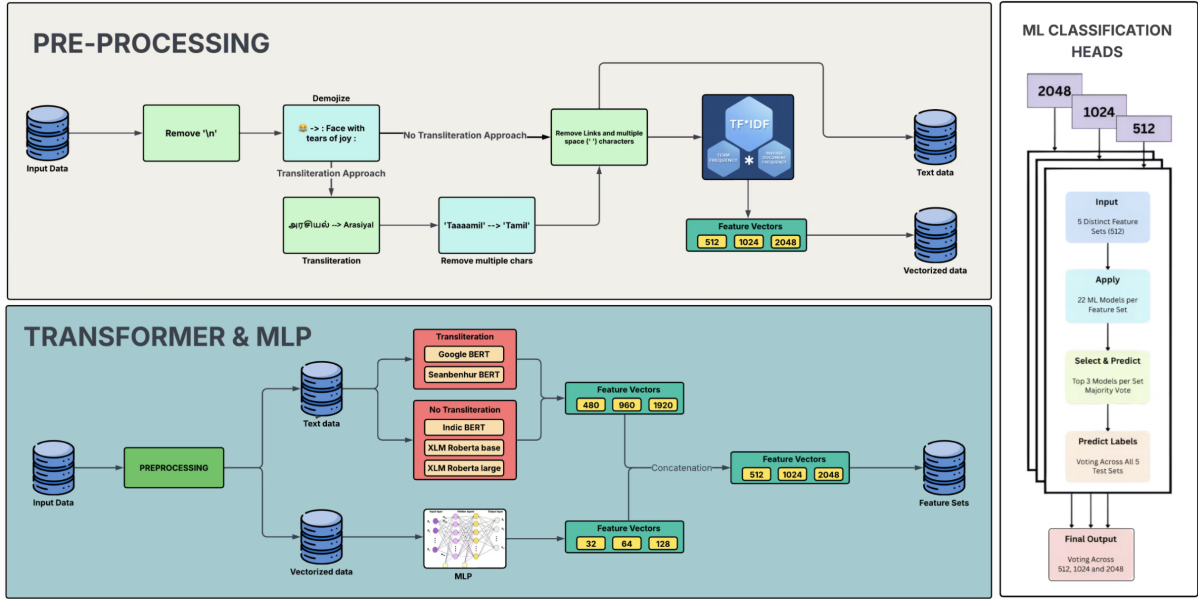 PRE-PROCESSING
Input Data
Remove '\n'
Demojize
😂 -> : Face with
tears of joy :
No Transliteration Approach
Transliteration Approach
அரசியல் --> Arasiyal
Transliteration
'Taaaamil' --> 'Tamil'
Remove multiple chars
Remove Links and multiple
space (' ') characters
TF*IDF
TERM
FREQUENCY
*
INVERSE
DOCUMENT
FREQUENCY
Feature Vectors
512 1024 2048
Text data
Vectorized data
TRANSFORMER & MLP
Input Data
PREPROCESSING
Text data
Vectorized data
Transliteration
Google BERT
Seanbenhur BERT
No Transliteration
Indic BERT
XLM Roberta base
XLM Roberta large
MLP
Feature Vectors
480 960 1920
Feature Vectors
32 64 128
Concatenation
Feature Vectors
512 1024 2048
Feature Sets
ML CLASSIFICATION
HEADS
2048
1024
512
Input
5 Distinct Feature
Sets (512)
Apply
22 ML Models per
Feature Set
Select & Predict
Top 3 Models per Set
Majority Vote
Predict Labels
Voting Across All 5
Test Sets
Final Output
Voting Across
512, 1024 and 2048